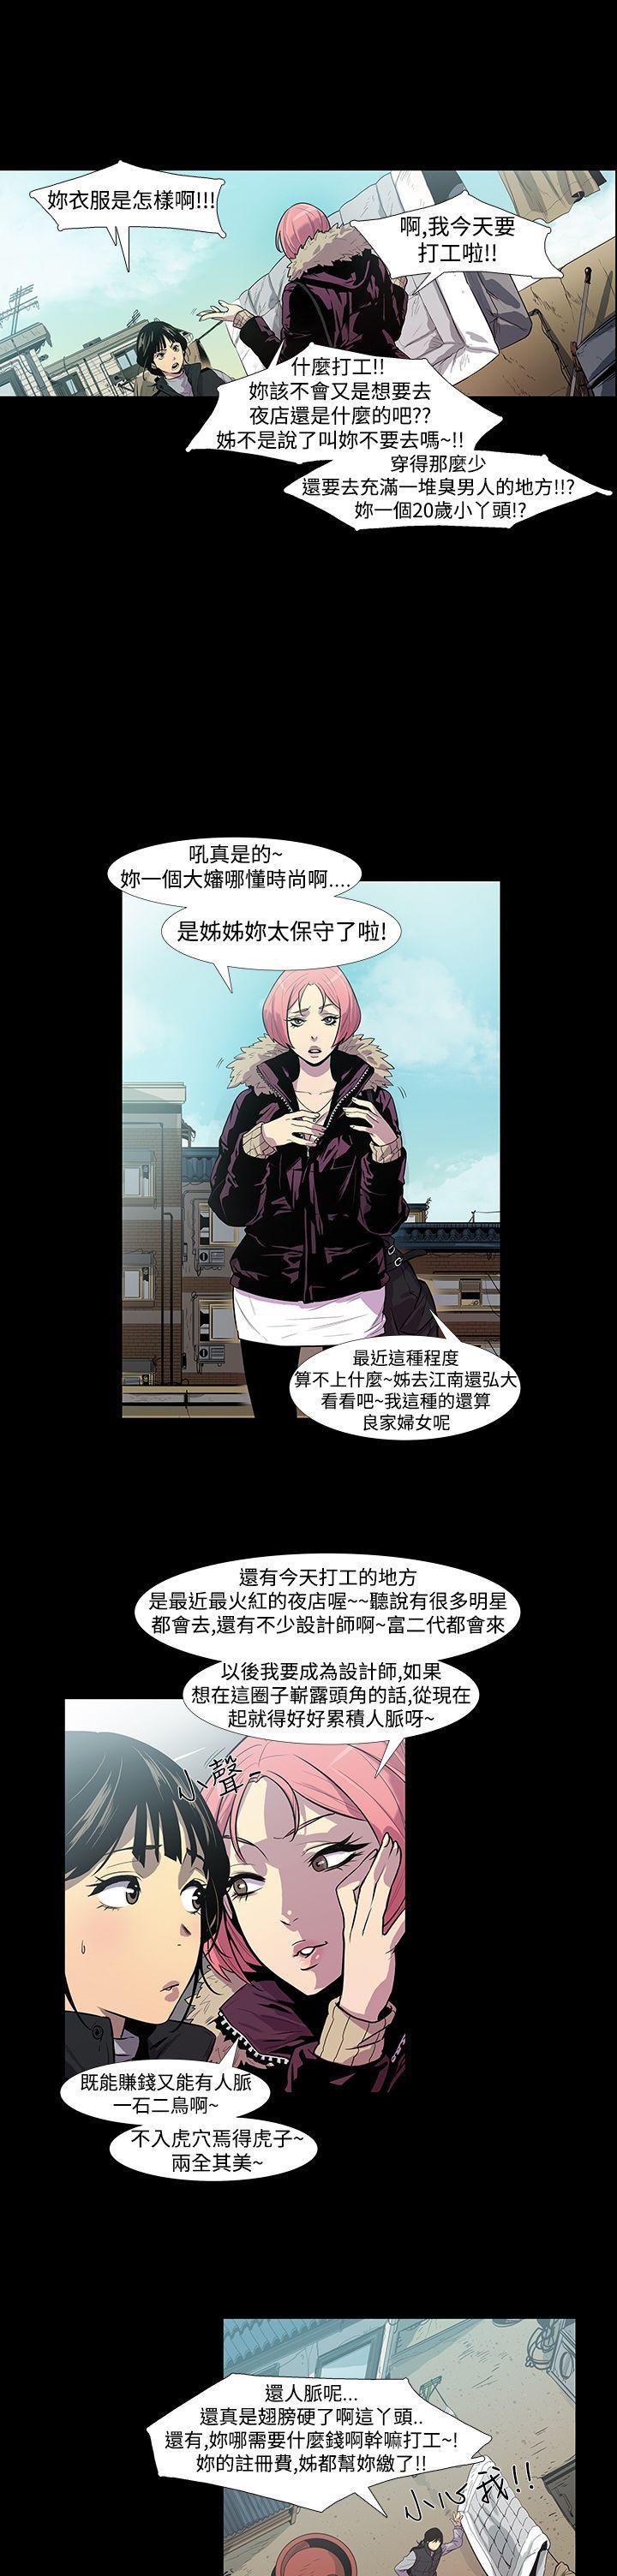 妳衣服是怎樣啊!!!
啊,我今天要
打工啦!!
什麼打工!!
妳該不會又是想要去
夜店還是什麼的吧??
姊不是說了叫妳不要去嗎~!!
穿得那麼少
還要去充滿一堆臭男人的地方!!?
妳一個20歲小丫頭!?
吼真是的~
妳一個大嬸哪懂時尚啊....
是姊姊妳太保守了啦!
最近這種程度
算不上什麼~姊去江南還弘大
看看吧~我這種的還算
良家婦女呢
還有今天打工的地方
是最近最火紅的夜店喔~~聽說有很多明星
都會去,還有不少設計師啊~富二代都會來
以後我要成為設計師,如果
想在這圈子嶄露頭角的話,從現在
起就得好好累積人脈呀~
小聲-
既能賺錢又能有人脈
一石二鳥啊~
不入虎穴焉得虎子~
兩全其美~
還人脈呢...
還真是翅膀硬了啊這丫頭..
還有,妳哪需要什麼錢啊幹嘛打工~!
妳的註冊費,姊都幫妳繳了!!
小心我!!